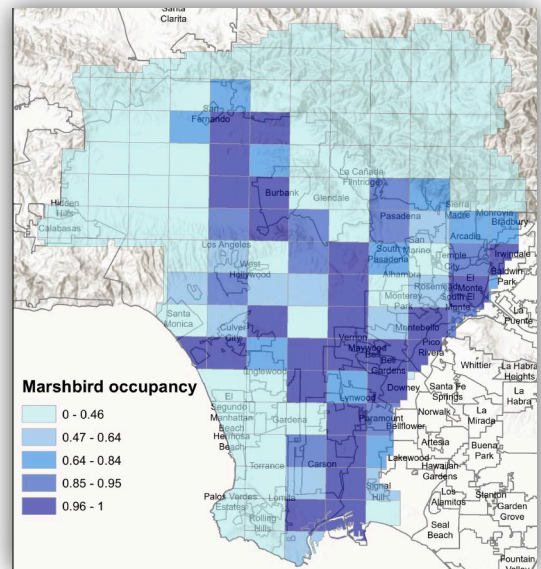 Santa
Clarita
San
Fernando
La Cañada
Flintridge
Burbank
Glendale
Hidden
Hills
Calabasas
Pasadena
Sierra
Madre
Monrovia
Bradbury
Arcadia
Los Angeles
West
Hollywood
South
Pasadena
San
Marino
Temple
City
Irwindale
Baldwin
Park
Alhambra
Rosemead
El
Monte
South El
Monte
Monterey
Park
La
Puente
Santa
Monica
Culver
City
Montebello
Vernon
Maywood
Bell
Bell
Gardens
Pico
Rivera
Whittier
La Habra
Heights
La
Habra
Inglewood
Downey
Santa Fe
Springs
Lynwood
El
Segundo
Manhattan
Beach
Hermosa
Beach
Gardena
Paramount
Bellflower
Norwalk
La
Mirada
Artesia
Buena
Park
Lakewood
Hawaiian
Gardens
Torrance
Carson
Palos Verdes
Estates
Lomita
Rolling
Hills
Signal
Hill
Los
Alamitos
Stanton
Garden
Grove
Seal
Beach
Fountain
Valley
Marshbird occupancy
0 - 0.46
0.47 - 0.64
0.64 - 0.84
0.85 - 0.95
0.96 - 1